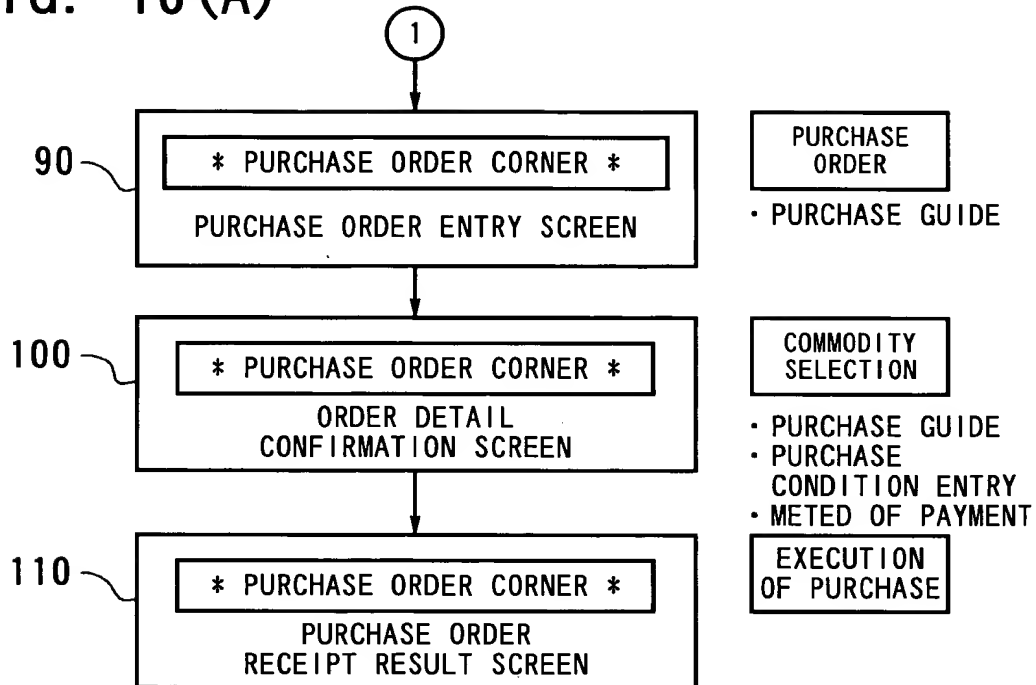 10(A)
1
90
* PURCHASE ORDER CORNER *
PURCHASE ORDER ENTRY SCREEN
PURCHASE
ORDER
· PURCHASE GUIDE
100
* PURCHASE ORDER CORNER *
ORDER DETAIL
CONFIRMATION SCREEN
COMMODITY
SELECTION
· PURCHASE GUIDE
· PURCHASE
CONDITION ENTRY
· METED OF PAYMENT
110
* PURCHASE ORDER CORNER *
PURCHASE ORDER
RECEIPT RESULT SCREEN
EXECUTION
OF PURCHASE